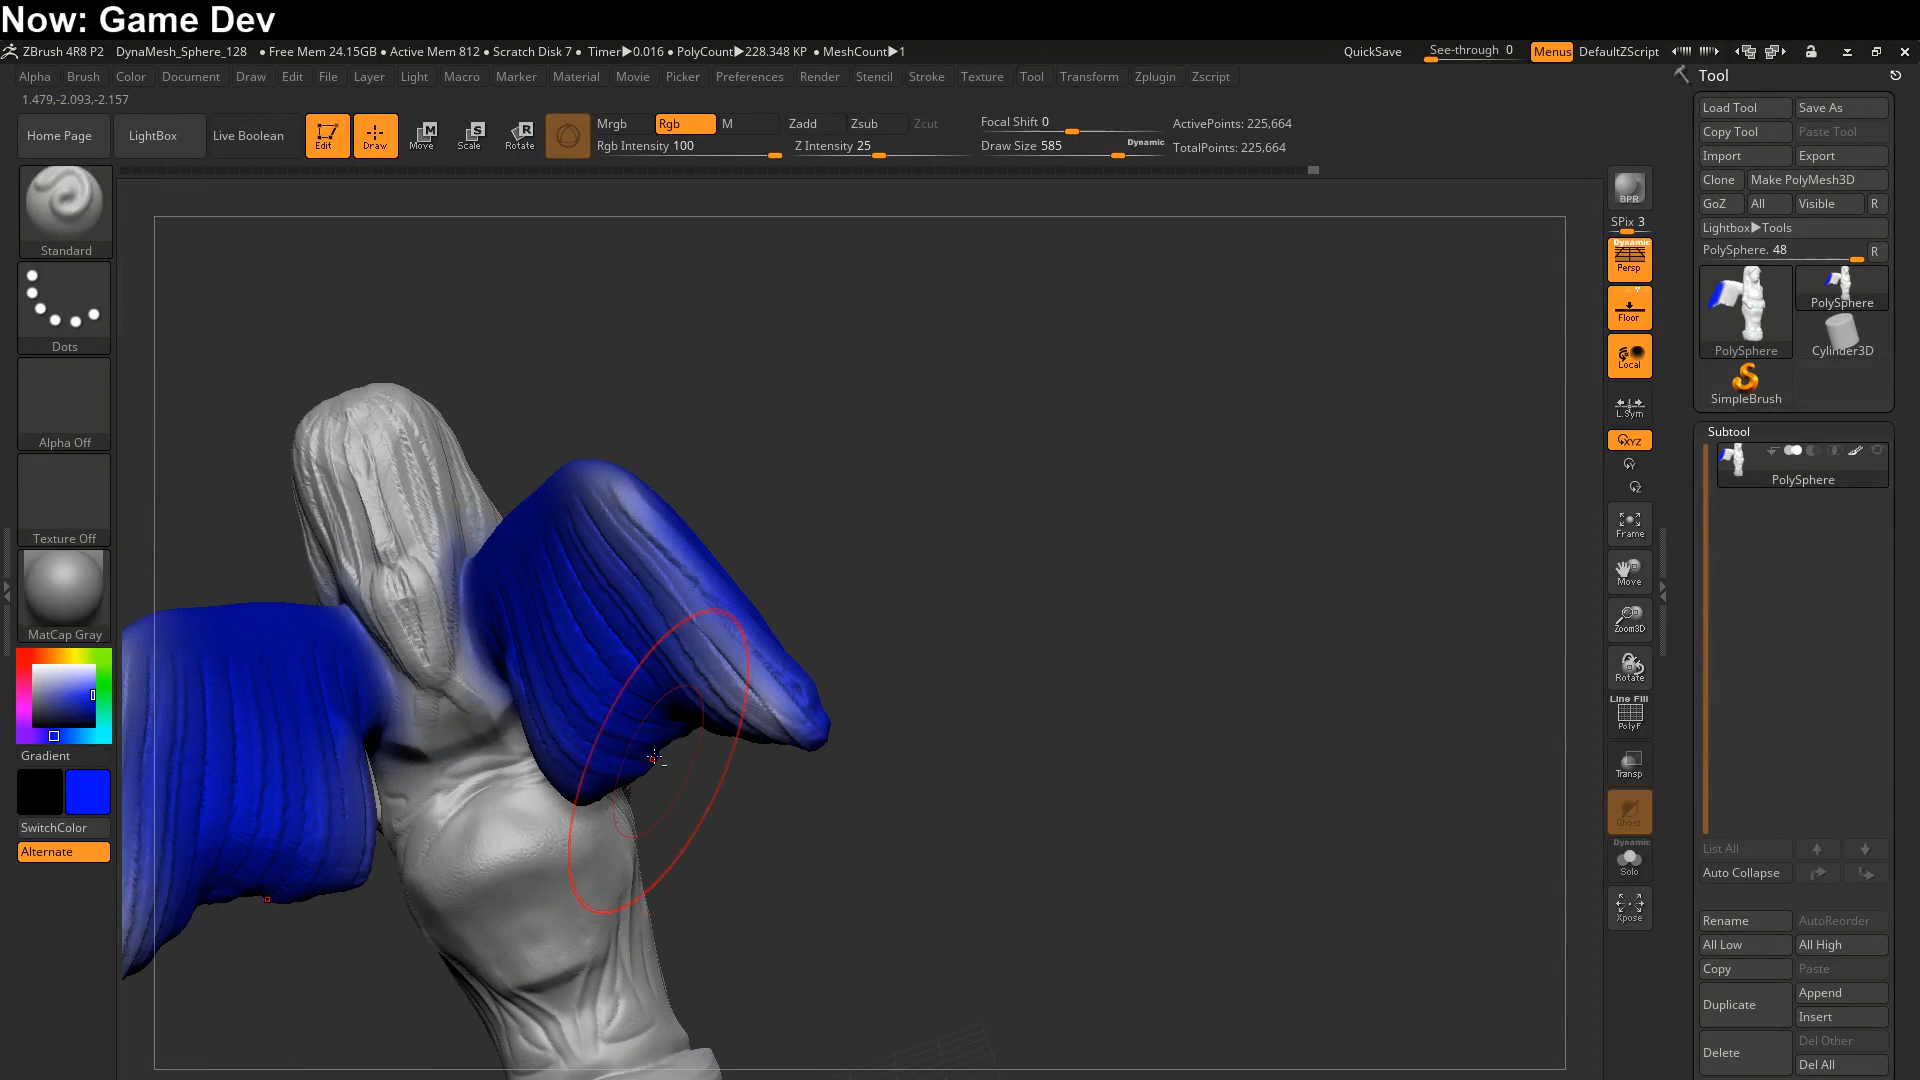 Now: Game Dev
ZBrush 4R8 P2 DynaMesh_Sphere_128 ● Free Mem 24.15GB ● Active Mem 812 ● Scratch Disk 7 ● Timer▶0.016 ● PolyCount▶228.348 KP ● MeshCount▶1 QuickSave See-through 0 Menus DefaultZScript
Alpha Brush Color Document Draw Edit File Layer Light Macro Marker Material Movie Picker Preferences Render Stencil Stroke Texture Tool Transform Zplugin Zscript
Tool
1.479,-2.093,-2.157
Home Page LightBox Live Boolean Edit Draw Move Scale Rotate
M S R
Mrgb Rgb M Zadd Zsub Zcut
Rgb Intensity 100 Z Intensity 25
Focal Shift 0
Draw Size 585 Dynamic
ActivePoints: 225,664
TotalPoints: 225,664
Standard
Dots
Alpha Off
Texture Off
MatCap Gray
Gradient
SwitchColor
Alternate
BPR
SPix 3
Dynamic
Persp
Floor
Local
L.Sym
XYZ
Y
Z
Frame
Move
Zoom3D
Rotate
Line Fill
PolyF
Transp
Ghost
Dynamic
Solo
Xpose
Load Tool Save As
Copy Tool Paste Tool
Import Export
Clone Make PolyMesh3D
GoZ All Visible R
Lightbox▶Tools
PolySphere. 48 R
PolySphere
PolySphere Cylinder3D
SimpleBrush
Subtool
PolySphere
List All
Auto Collapse
Rename AutoReorder
All Low All High
Copy Paste
Duplicate Append
Insert
Delete Del Other
Del All